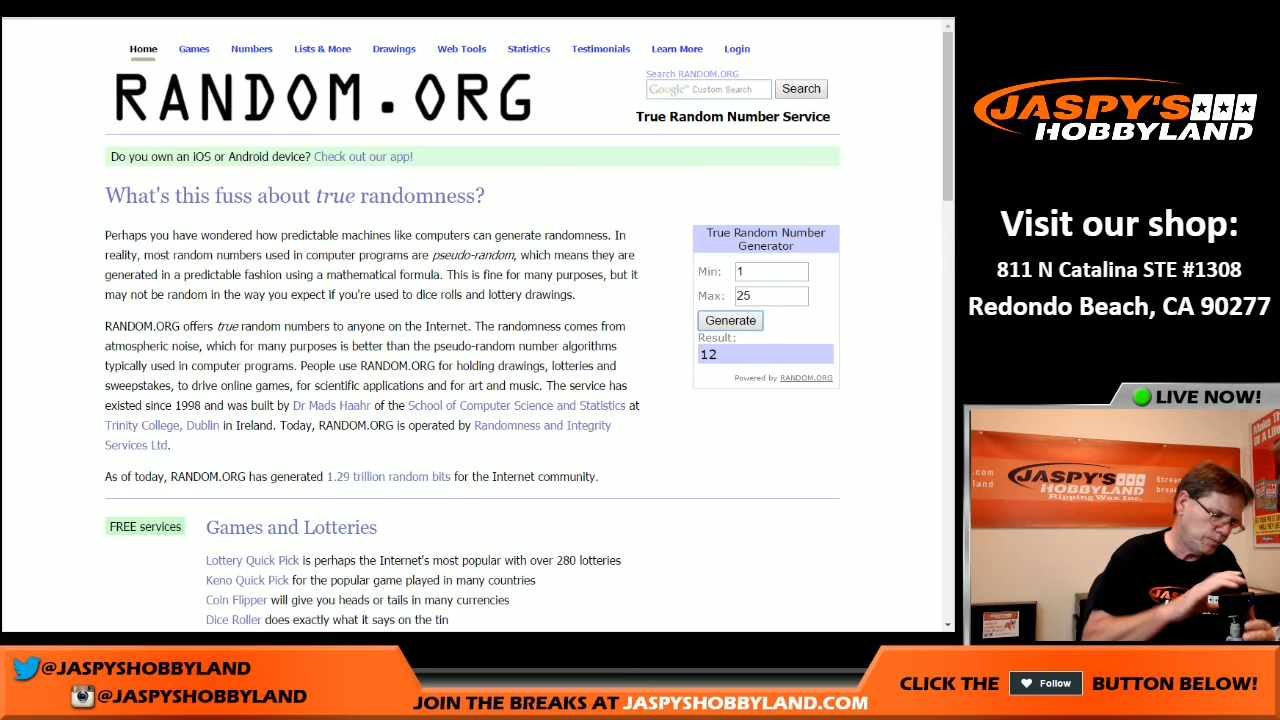 Home Games Numbers Lists & More Drawings Web Tools Statistics Testimonials Learn More Login
RANDOM.ORG
Search RANDOM.ORG
Google™ Custom Search Search
True Random Number Service
Do you own an iOS or Android device? Check out our app!
What's this fuss about true randomness?
Perhaps you have wondered how predictable machines like computers can generate randomness. In
reality, most random numbers used in computer programs are pseudo-random, which means they are
generated in a predictable fashion using a mathematical formula. This is fine for many purposes, but it
may not be random in the way you expect if you're used to dice rolls and lottery drawings.
RANDOM.ORG offers true random numbers to anyone on the Internet. The randomness comes from
atmospheric noise, which for many purposes is better than the pseudo-random number algorithms
typically used in computer programs. People use RANDOM.ORG for holding drawings, lotteries and
sweepstakes, to drive online games, for scientific applications and for art and music. The service has
existed since 1998 and was built by Dr Mads Haahr of the School of Computer Science and Statistics at
Trinity College, Dublin in Ireland. Today, RANDOM.ORG is operated by Randomness and Integrity
Services Ltd.
As of today, RANDOM.ORG has generated 1.29 trillion random bits for the Internet community.
True Random Number
Generator
Min: 1
Max: 25
Generate
Result:
12
Powered by RANDOM.ORG
FREE services
Games and Lotteries
Lottery Quick Pick is perhaps the Internet's most popular with over 280 lotteries
Keno Quick Pick for the popular game played in many countries
Coin Flipper will give you heads or tails in many currencies
Dice Roller does exactly what it says on the tin
JASPY'S
HOBBYLAND
Visit our shop:
811 N Catalina STE #1308
Redondo Beach, CA 90277
LIVE NOW!
JASPY'S
HOBBYLAND
Ripping Wax Inc.
@JASPYSHOBBYLAND
@JASPYSHOBBYLAND
JOIN THE BREAKS AT JASPYSHOBBYLAND.COM
CLICK THE Follow BUTTON BELOW!